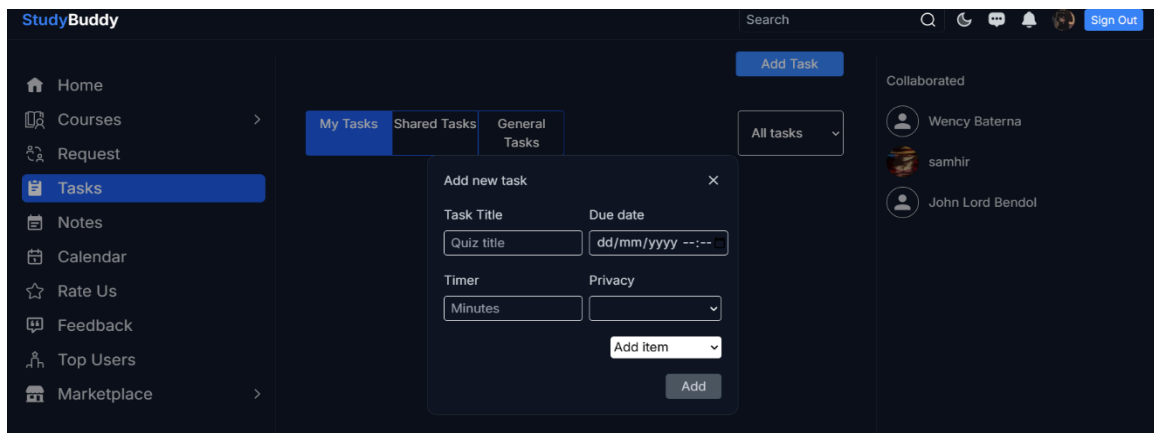 StudyBuddy
Search
Sign Out
Home
Courses
Request
Tasks
Notes
Calendar
Rate Us
Feedback
Top Users
Marketplace
Add Task
My Tasks
Shared Tasks
General
Tasks
All tasks
Add new task
Task Title
Due date
Quiz title
dd/mm/yyyy --:--
Timer
Privacy
Minutes
Add item
Add
Collaborated
Wency Baterna
samhir
John Lord Bendol